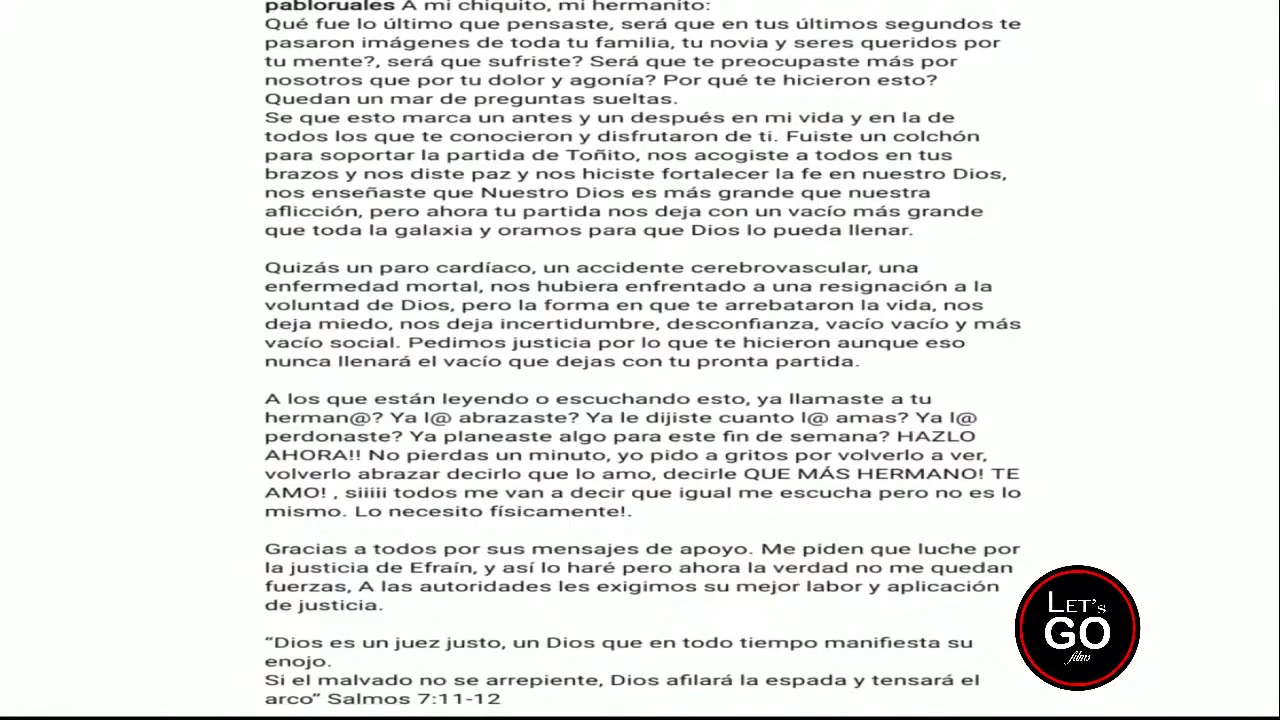 pabloruales A mi chiquito, mi hermanito:
Qué fue lo último que pensaste, será que en tus últimos segundos te
pasaron imágenes de toda tu familia, tu novia y seres queridos por
tu mente?, será que sufriste? Será que te preocupaste más por
nosotros que por tu dolor y agonía? Por qué te hicieron esto?
Quedan un mar de preguntas sueltas.
Se que esto marca un antes y un después en mi vida y en la de
todos los que te conocieron y disfrutaron de ti. Fuiste un colchón
para soportar la partida de Toñito, nos acogiste a todos en tus
brazos y nos diste paz y nos hiciste fortalecer la fe en nuestro Dios,
nos enseñaste que Nuestro Dios es más grande que nuestra
aflicción, pero ahora tu partida nos deja con un vacío más grande
que toda la galaxia y oramos para que Dios lo pueda llenar.
Quizás un paro cardíaco, un accidente cerebrovascular, una
enfermedad mortal, nos hubiera enfrentado a una resignación a la
voluntad de Dios, pero la forma en que te arrebataron la vida, nos
deja miedo, nos deja incertidumbre, desconfianza, vacío vacío y más
vacío social. Pedimos justicia por lo que te hicieron aunque eso
nunca llenará el vacío que dejas con tu pronta partida.
A los que están leyendo o escuchando esto, ya llamaste a tu
herman@? Ya l@ abrazaste? Ya le dijiste cuanto l@ amas? Ya l@
perdonaste? Ya planeaste algo para este fin de semana? HAZLO
AHORA!! No pierdas un minuto, yo pido a gritos por volverlo a ver,
volverlo abrazar decirlo que lo amo, decirle QUE MÁS HERMANO! TE
AMO! , siiiii todos me van a decir que igual me escucha pero no es lo
mismo. Lo necesito físicamente!.
Gracias a todos por sus mensajes de apoyo. Me piden que luche por
la justicia de Efraín, y así lo haré pero ahora la verdad no me quedan
fuerzas, A las autoridades les exigimos su mejor labor y aplicación
de justicia.
“Dios es un juez justo, un Dios que en todo tiempo manifiesta su
enojo.
Si el malvado no se arrepiente, Dios afilará la espada y tensará el
arco” Salmos 7:11-12
LET's
GO
films